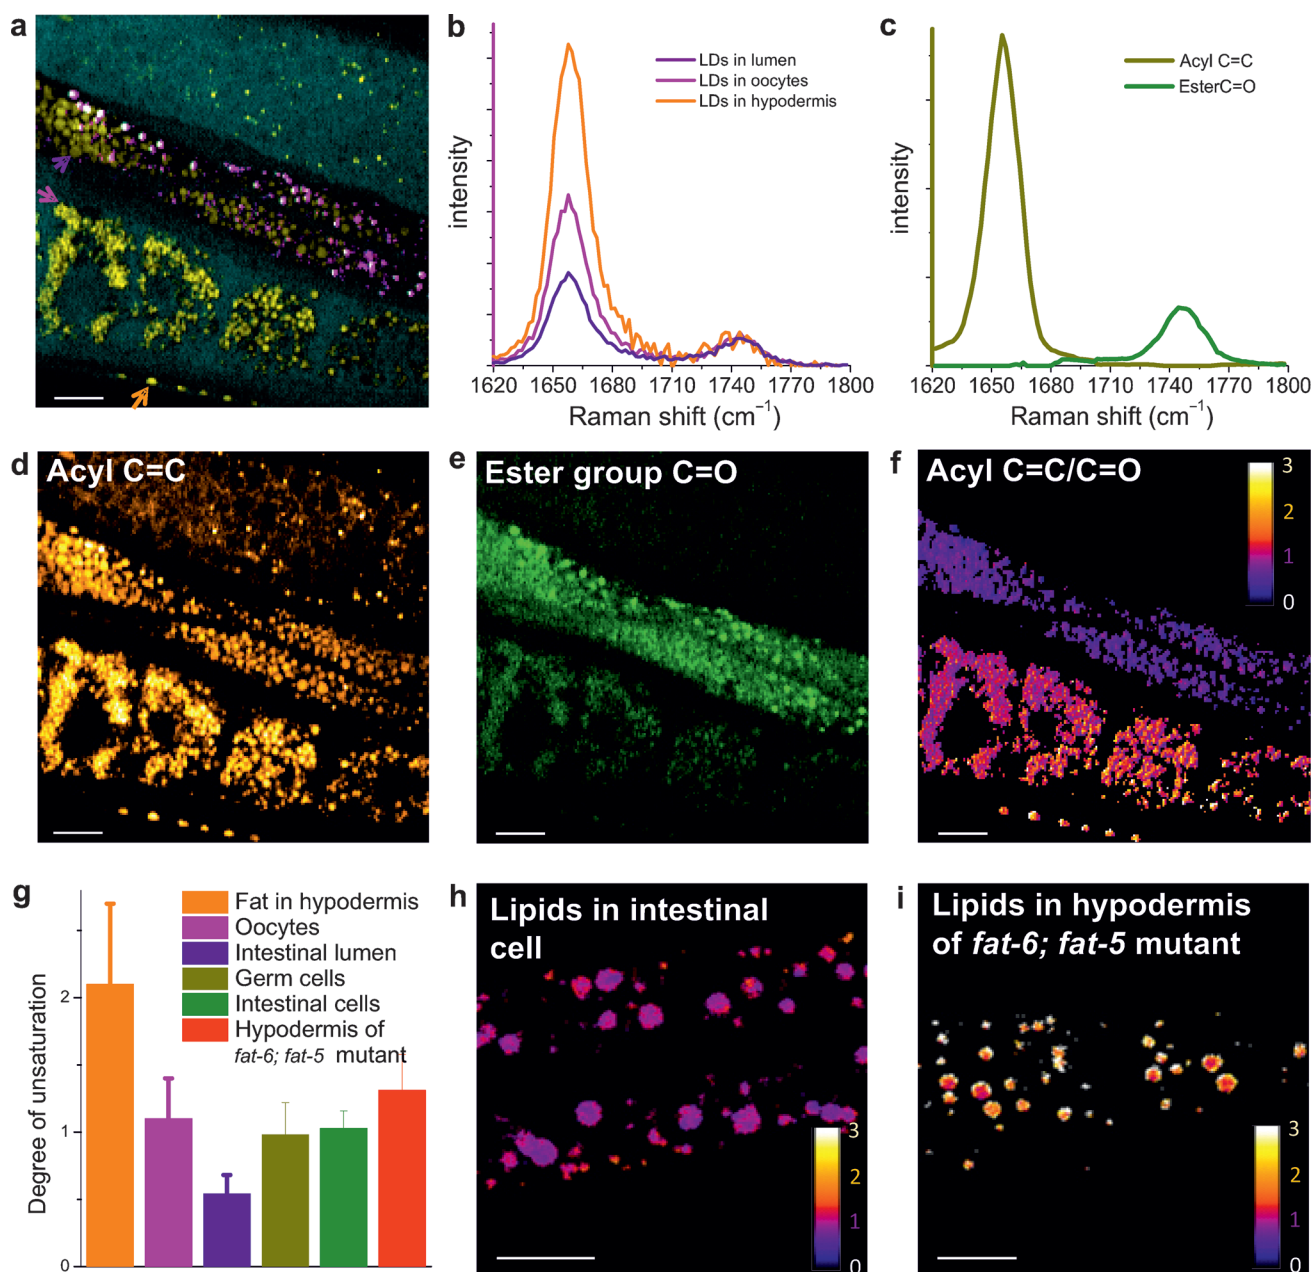 a
b
intensity
LDs in lumen
LDs in oocytes
LDs in hypodermis
1620 1650 1680 1710 1740 1770 1800
Raman shift (cm⁻¹)
c
intensity
Acyl C=C
EsterC=O
1620 1650 1680 1710 1740 1770 1800
Raman shift (cm⁻¹)
d
Acyl C=C
e
Ester group C=O
f
Acyl C=C/C=O
3
2
1
0
g
Degree of unsaturation
2
1
0
Fat in hypodermis
Oocytes
Intestinal lumen
Germ cells
Intestinal cells
Hypodermis of
fat-6; fat-5 mutant
h
Lipids in intestinal
cell
3
2
1
0
i
Lipids in hypodermis
of fat-6; fat-5 mutant
3
2
1
0